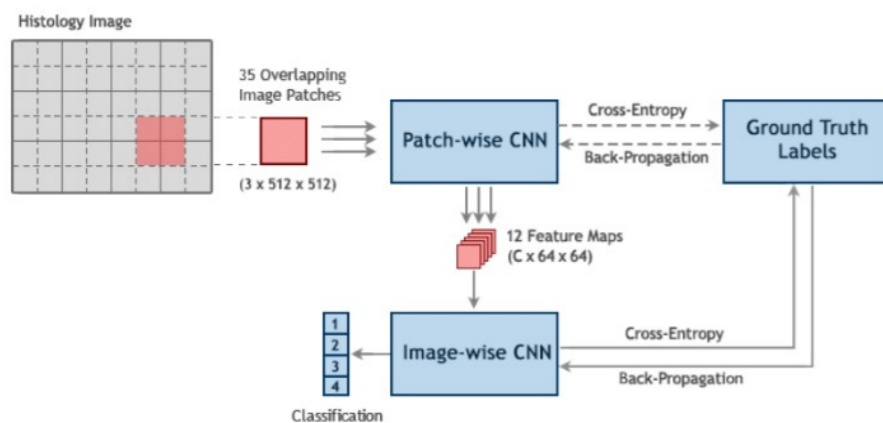 Histology Image
35 Overlapping
Image Patches
(3 x 512 x 512)
Patch-wise CNN
Cross-Entropy
Back-Propagation
Ground Truth
Labels
12 Feature Maps
(C x 64 x 64)
1
2
3
4
Classification
Image-wise CNN
Cross-Entropy
Back-Propagation